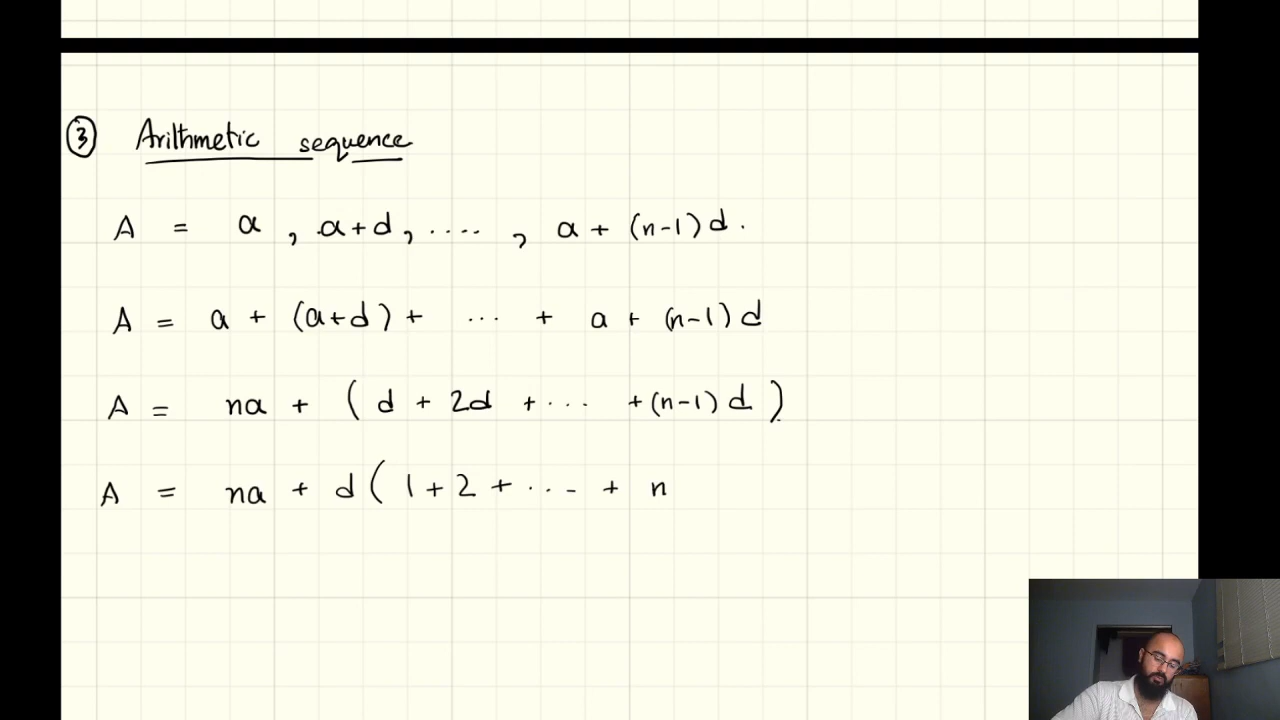 ③ Arithmetic sequence
A = a , a+d, .... , a + (n-1)d.
A = a + (a+d) + ... + a + (n-1)d
A = na + ( d + 2d + ... + (n-1)d )
A = na + d( 1 + 2 + .... + n